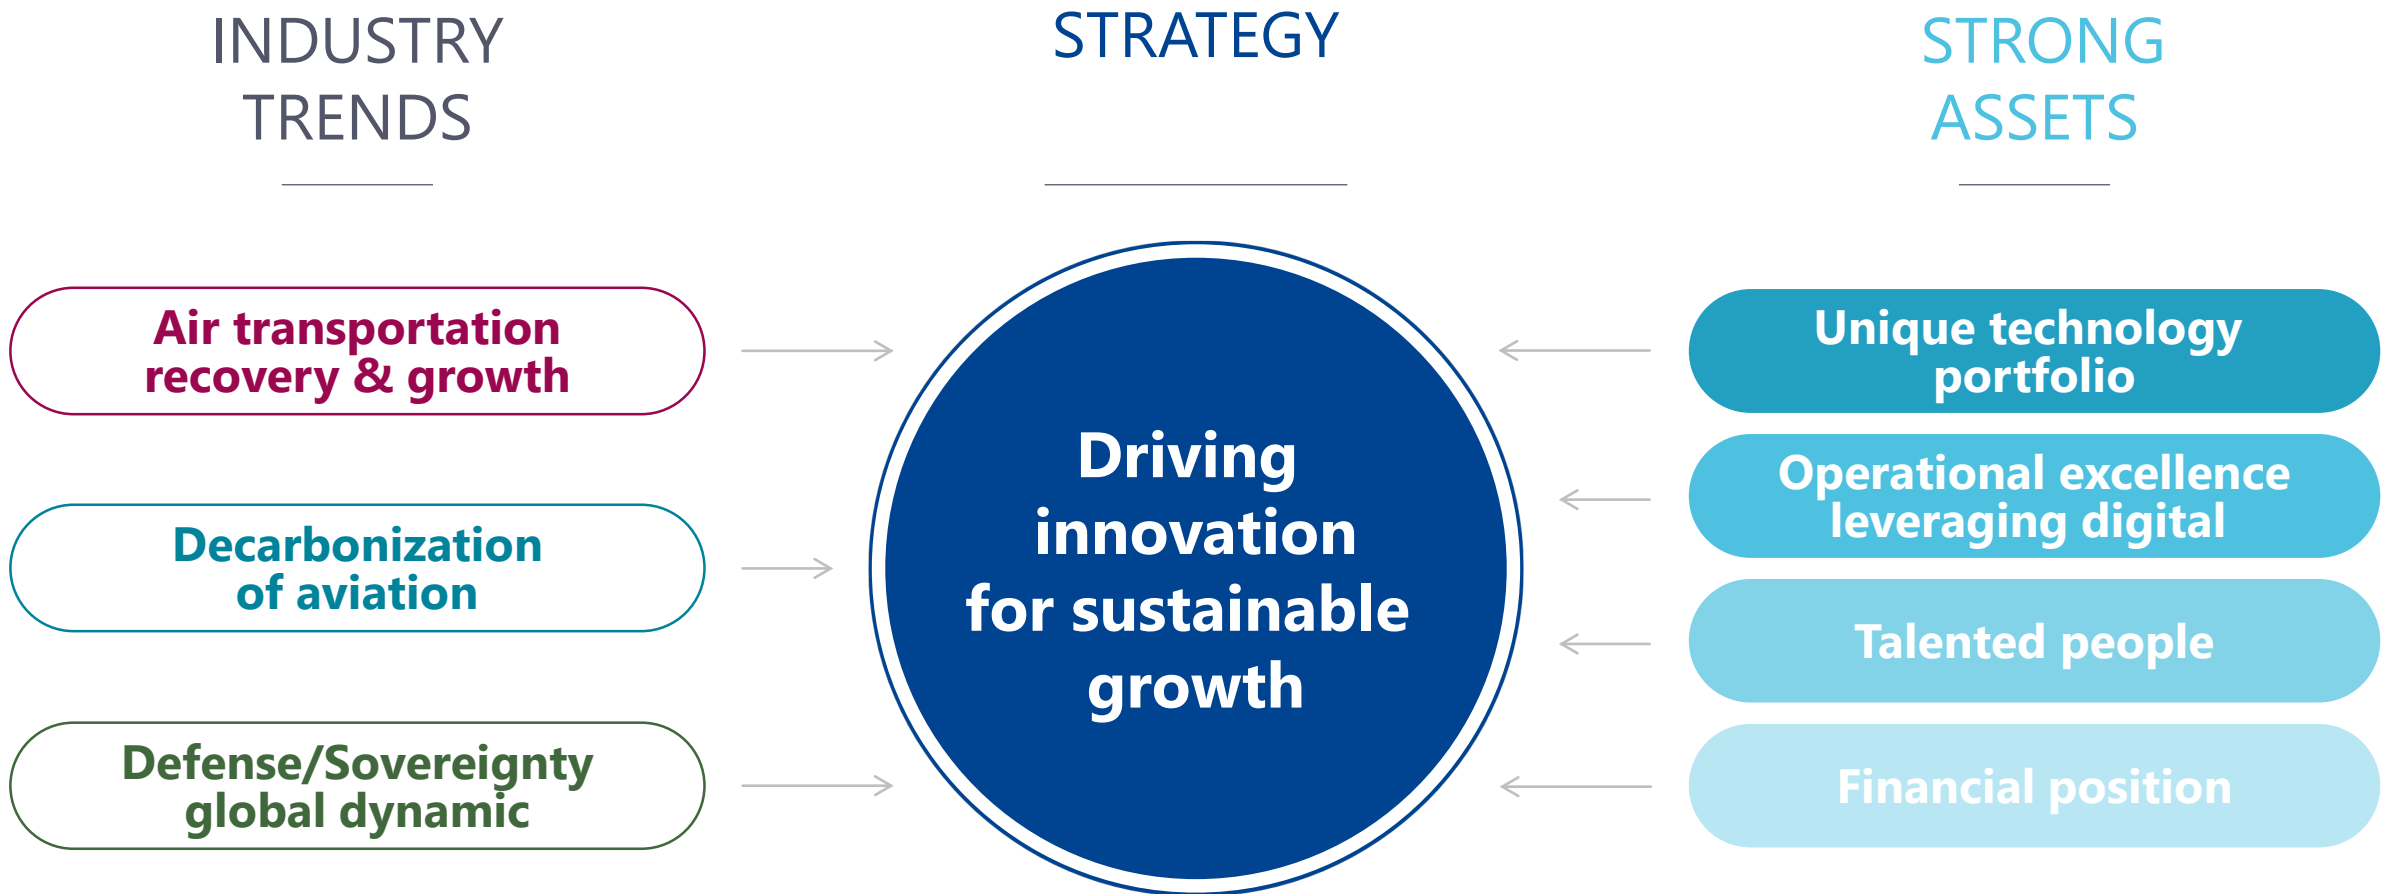 INDUSTRY
TRENDS
STRATEGY
STRONG
ASSETS
Air transportation
recovery & growth
Decarbonization
of aviation
Defense/Sovereignty
global dynamic
Driving
innovation
for sustainable
growth
Unique technology
portfolio
Operational excellence
leveraging digital
Talented people
Financial position